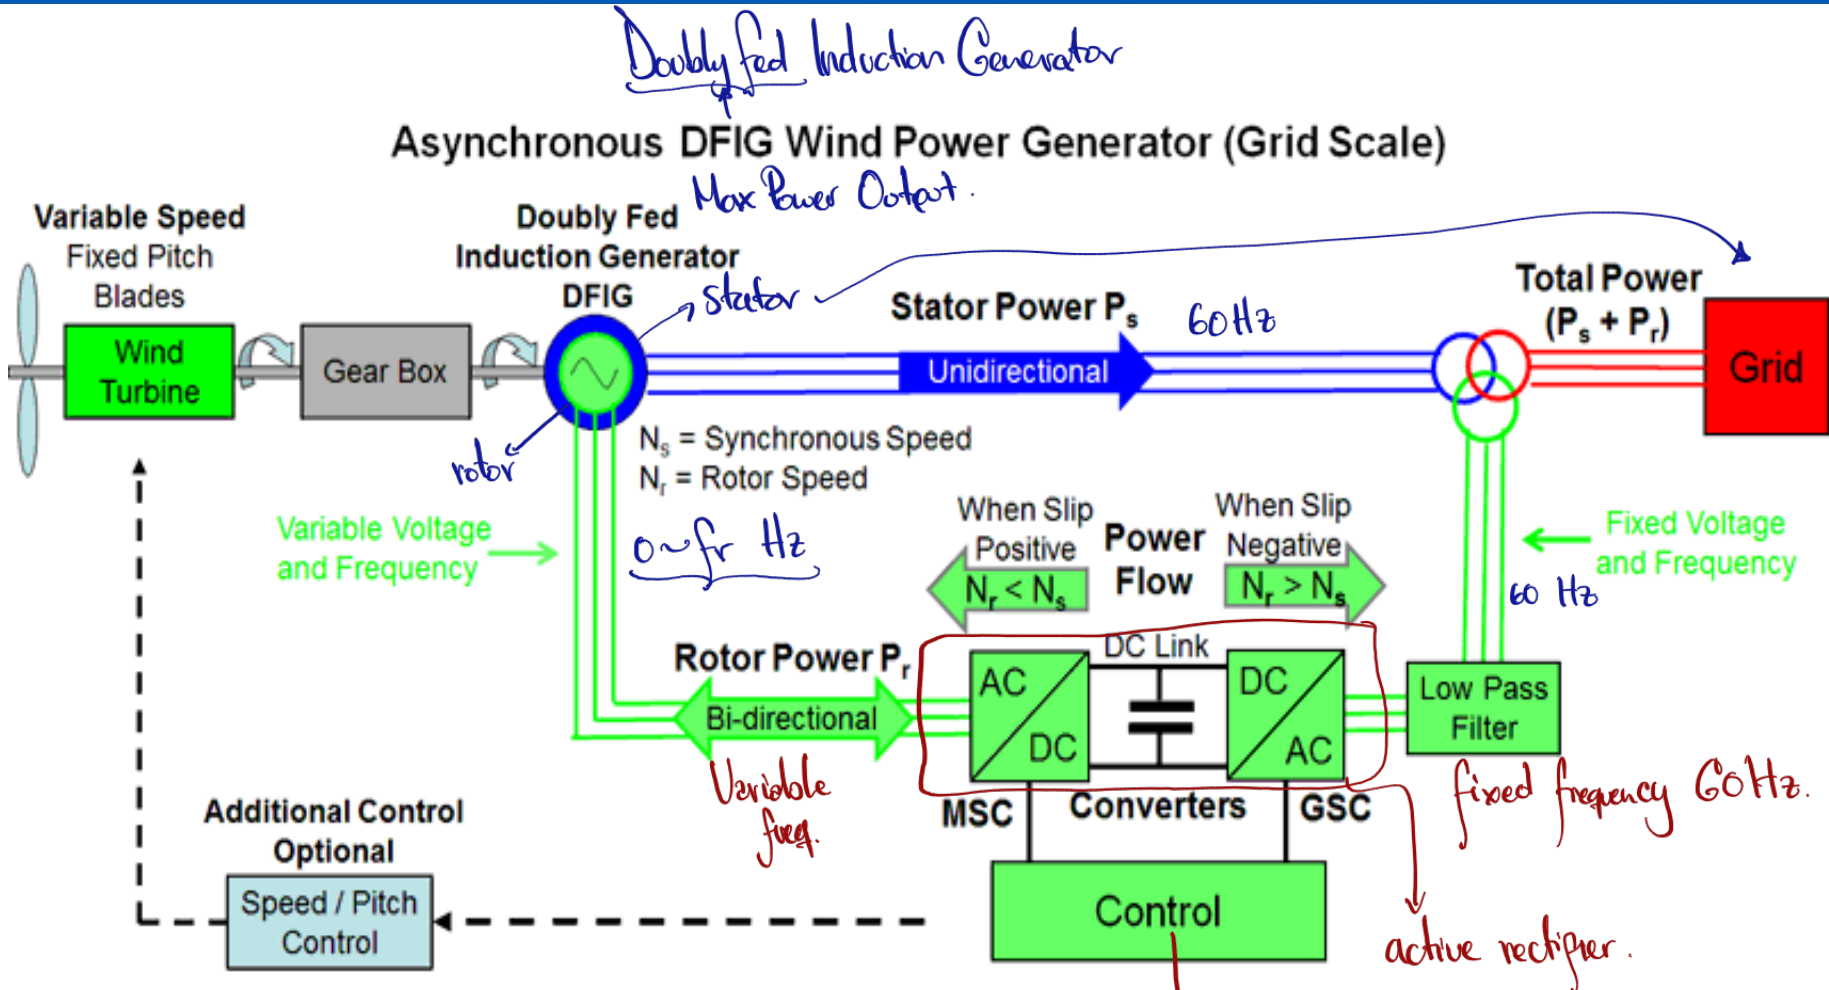 Doubly fed Induction Generator
Asynchronous DFIG Wind Power Generator (Grid Scale)
Max Power Output.
Variable Speed
Fixed Pitch
Blades
Wind
Turbine
Gear Box
Doubly Fed
Induction Generator
DFIG
stator
rotor
Stator Power Ps
60Hz
Unidirectional
Total Power
(Ps + Pr)
Grid
Ns = Synchronous Speed
Nr = Rotor Speed
Variable Voltage
and Frequency
0~fr Hz
When Slip
Positive
Nr < Ns
Power
Flow
When Slip
Negative
Nr > Ns
Fixed Voltage
and Frequency
60 Hz
Rotor Power Pr
Bi-directional
Variable
freq.
AC
DC
DC Link
DC
AC
Low Pass
Filter
fixed frequency 60Hz.
MSC
Converters
GSC
Additional Control
Optional
Speed / Pitch
Control
Control
active rectifier.